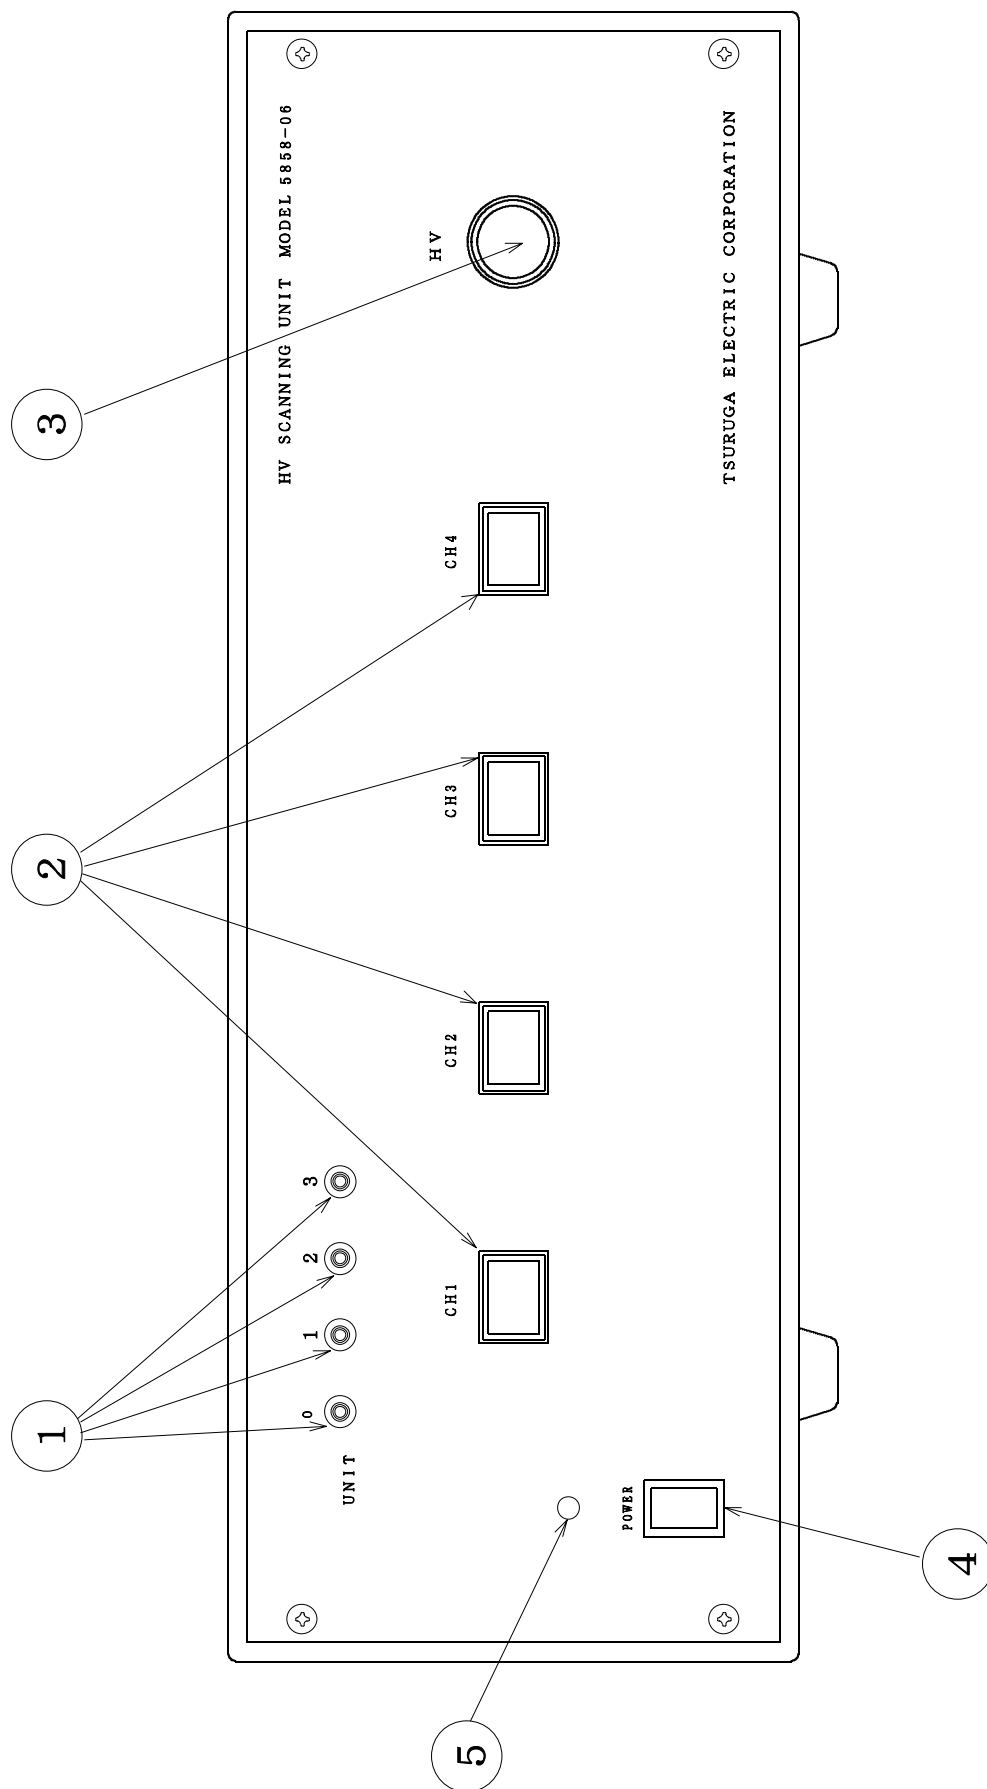 HV SCANNING UNIT MODEL 5858-06
UNIT 0 1 2 3
CH1 CH2 CH3 CH4 HV
POWER
TSURUGA ELECTRIC CORPORATION
1
2
3
4
5